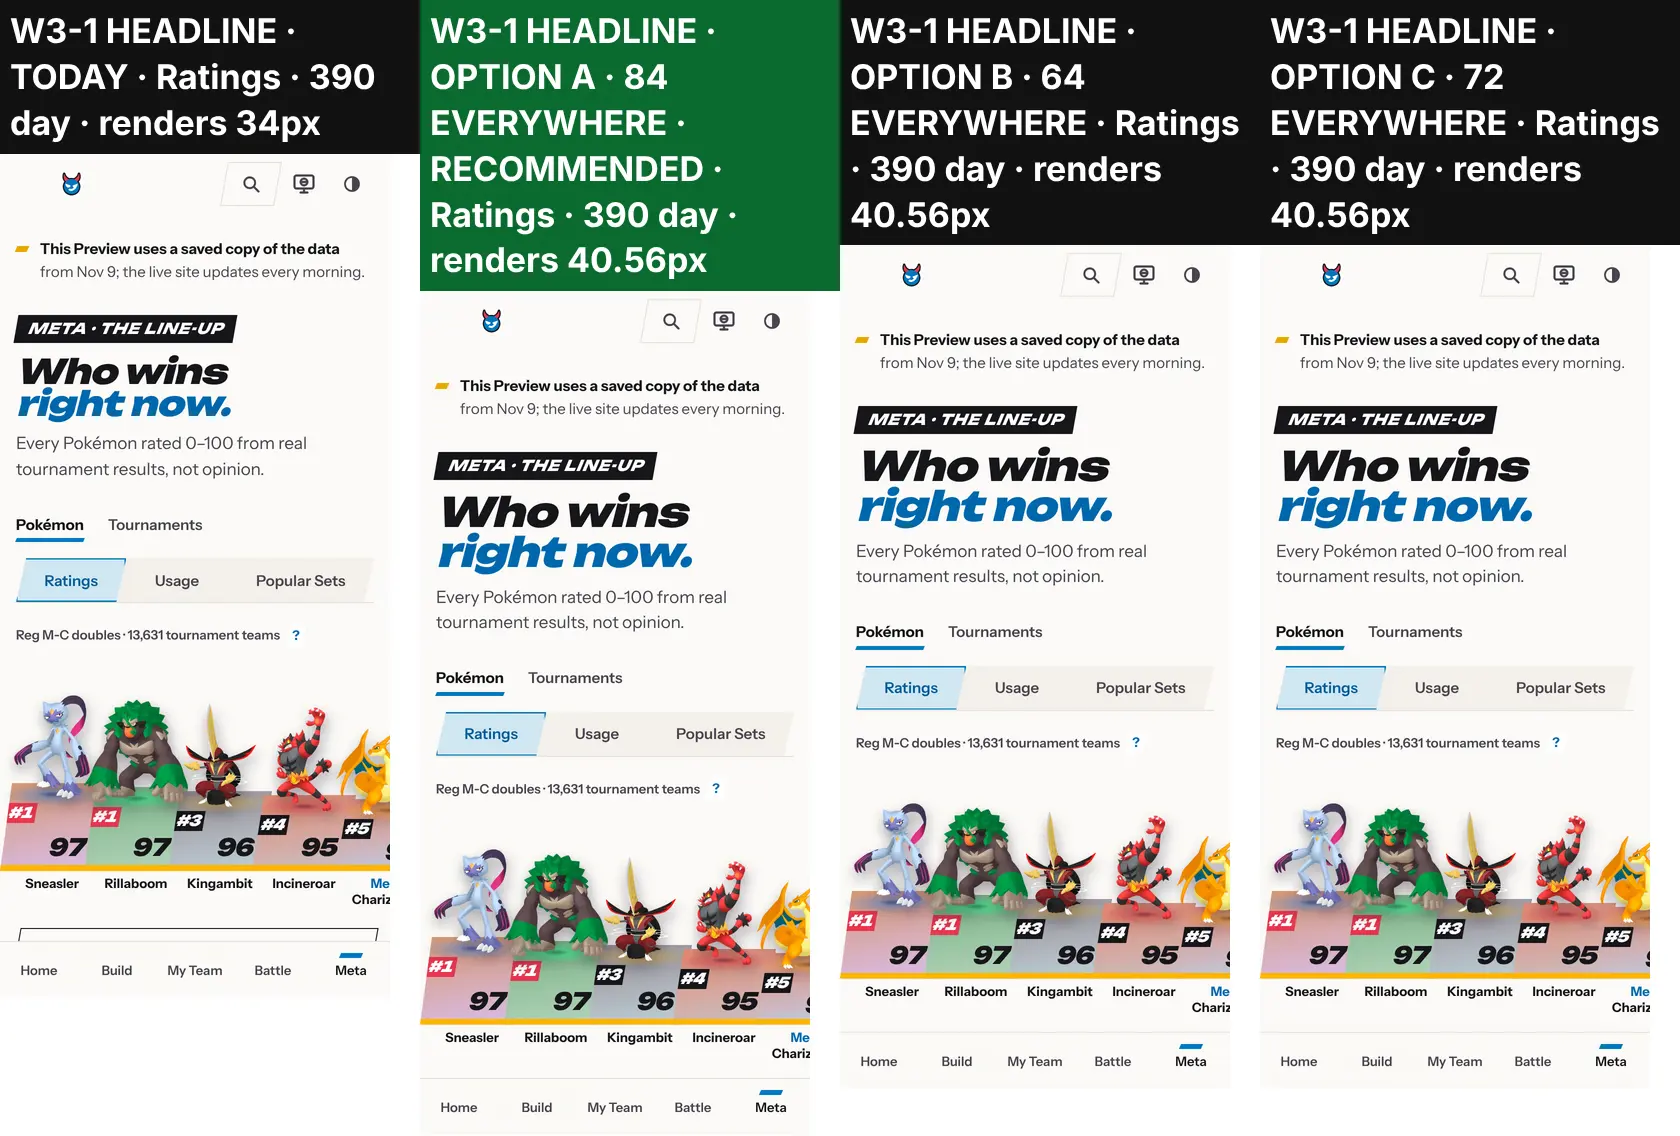 W3-1 HEADLINE ·
TODAY · Ratings · 390
day · renders 34px
This Preview uses a saved copy of the data
from Nov 9; the live site updates every morning.
META · THE LINE-UP
Who wins
right now.
Every Pokémon rated 0–100 from real
tournament results, not opinion.
Pokémon Tournaments
Ratings Usage Popular Sets
Reg M-C doubles · 13,631 tournament teams ?
#1 #1 #3 #4 #5
97 97 96 95
Sneasler Rillaboom Kingambit Incineroar Me
Chariz
Home Build My Team Battle Meta
W3-1 HEADLINE ·
OPTION A · 84
EVERYWHERE ·
RECOMMENDED ·
Ratings · 390 day ·
renders 40.56px
This Preview uses a saved copy of the data
from Nov 9; the live site updates every morning.
META · THE LINE-UP
Who wins
right now.
Every Pokémon rated 0–100 from real
tournament results, not opinion.
Pokémon Tournaments
Ratings Usage Popular Sets
Reg M-C doubles · 13,631 tournament teams ?
#1 #1 #3 #4 #5
97 97 96 95
Sneasler Rillaboom Kingambit Incineroar Me
Chariz
Home Build My Team Battle Meta
W3-1 HEADLINE ·
OPTION B · 64
EVERYWHERE · Ratings
· 390 day · renders
40.56px
This Preview uses a saved copy of the data
from Nov 9; the live site updates every morning.
META · THE LINE-UP
Who wins
right now.
Every Pokémon rated 0–100 from real
tournament results, not opinion.
Pokémon Tournaments
Ratings Usage Popular Sets
Reg M-C doubles · 13,631 tournament teams ?
#1 #1 #3 #4 #5
97 97 96 95
Sneasler Rillaboom Kingambit Incineroar Me
Chariz
Home Build My Team Battle Meta
W3-1 HEADLINE ·
OPTION C · 72
EVERYWHERE · Ratings
· 390 day · renders
40.56px
This Preview uses a saved copy of the data
from Nov 9; the live site updates every morning.
META · THE LINE-UP
Who wins
right now.
Every Pokémon rated 0–100 from real
tournament results, not opinion.
Pokémon Tournaments
Ratings Usage Popular Sets
Reg M-C doubles · 13,631 tournament teams ?
#1 #1 #3 #4 #5
97 97 96 95
Sneasler Rillaboom Kingambit Incineroar Me
Chariz
Home Build My Team Battle Meta